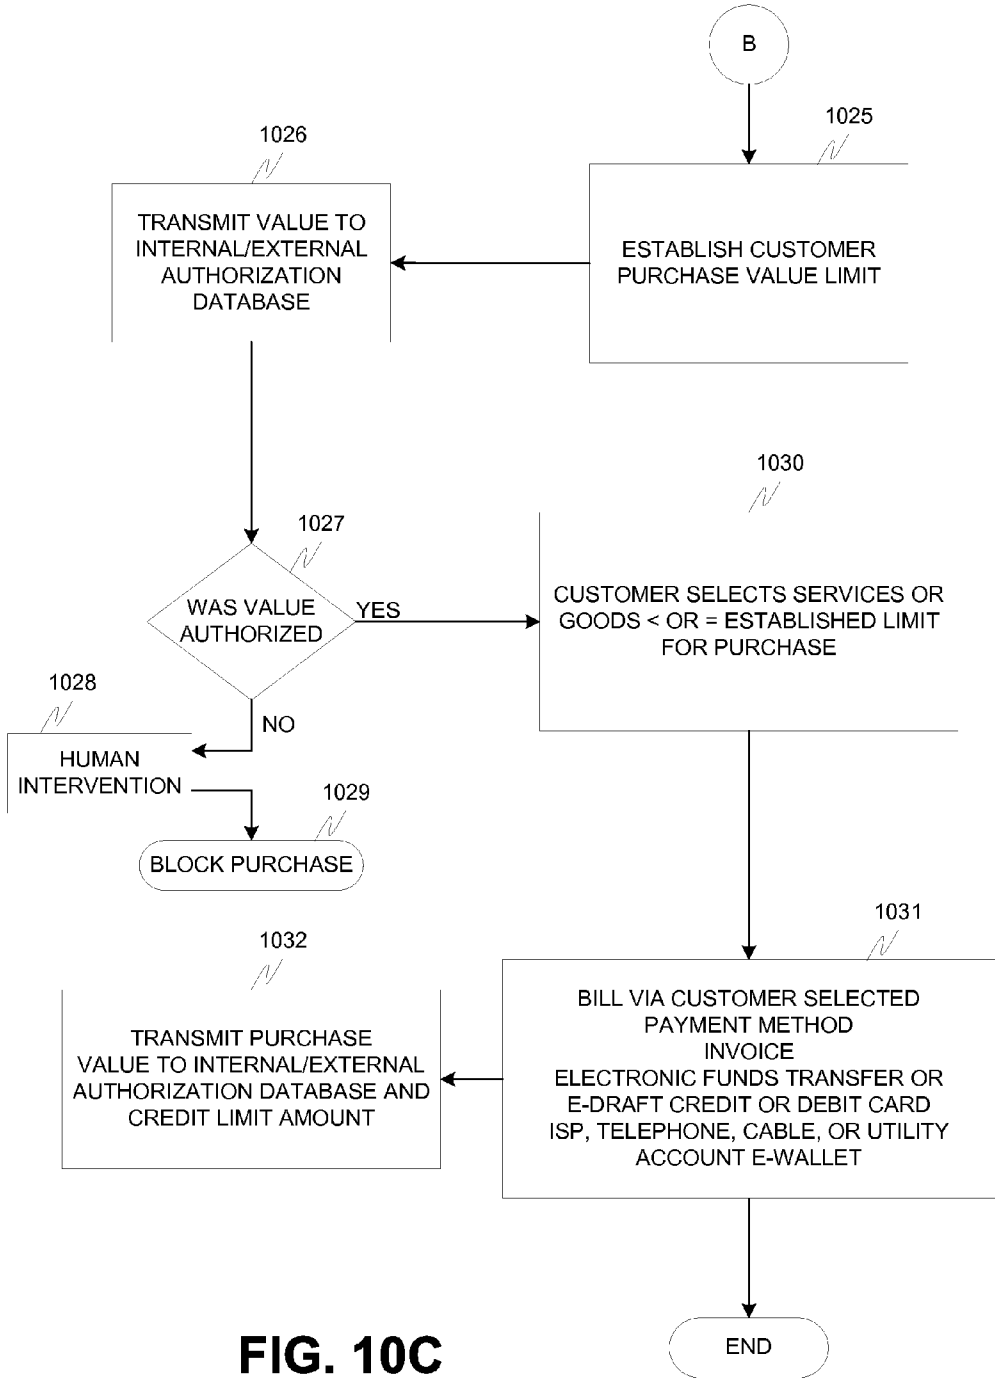 B
1025
ESTABLISH CUSTOMER
PURCHASE VALUE LIMIT
1026
TRANSMIT VALUE TO
INTERNAL/EXTERNAL
AUTHORIZATION
DATABASE
1027
WAS VALUE
AUTHORIZED
YES
NO
1028
HUMAN
INTERVENTION
1029
BLOCK PURCHASE
1030
CUSTOMER SELECTS SERVICES OR
GOODS < OR = ESTABLISHED LIMIT
FOR PURCHASE
1031
BILL VIA CUSTOMER SELECTED
PAYMENT METHOD
INVOICE
ELECTRONIC FUNDS TRANSFER OR
E-DRAFT CREDIT OR DEBIT CARD
ISP, TELEPHONE, CABLE, OR UTILITY
ACCOUNT E-WALLET
1032
TRANSMIT PURCHASE
VALUE TO INTERNAL/EXTERNAL
AUTHORIZATION DATABASE AND
CREDIT LIMIT AMOUNT
END
FIG. 10C